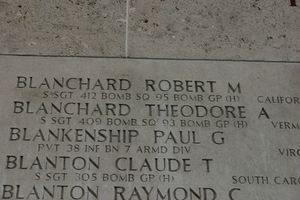 BLANCHARD ROBERT M
S SGT 412 BOMB SQ 95 BOMB GP (H) CALIFOR
BLANCHARD THEODORE A
S SGT 409 BOMB SQ 93 BOMB GP (H) VERM
BLANKENSHIP PAUL G
PVT 38 INF BN 7 ARMD DIV VIRG
BLANTON CLAUDE T
S SGT 305 BOMB GP (H) SOUTH CAR
BLANTON RAYMOND C